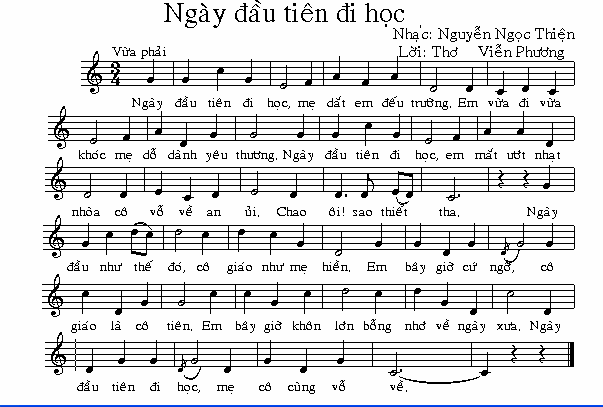 Ngày đầu tiên đi học
Nhạc: Nguyễn Ngọc Thiện
Vừa phải
Lời: Thơ Viễn Phương
Ngày đầu tiên đi học, mẹ dất em đếu trường. Em vừa đi vừa
khóc mẹ dỗ dành yêu thương. Ngày đầu tiên đi học, em mất ướt nhạt
nhòa cô vỗ về an ủi. Chao ôi! sao thiết tha. Ngày
đầu như thế đó, cô giáo như mẹ hiền. Em bây giờ cứ ngỡ, cô
giáo là cô tiên. Em bây giờ khôn lớn bỗng nhớ về ngày xưa. Ngày
đầu tiên đi học, mẹ cô cùng vỗ về.